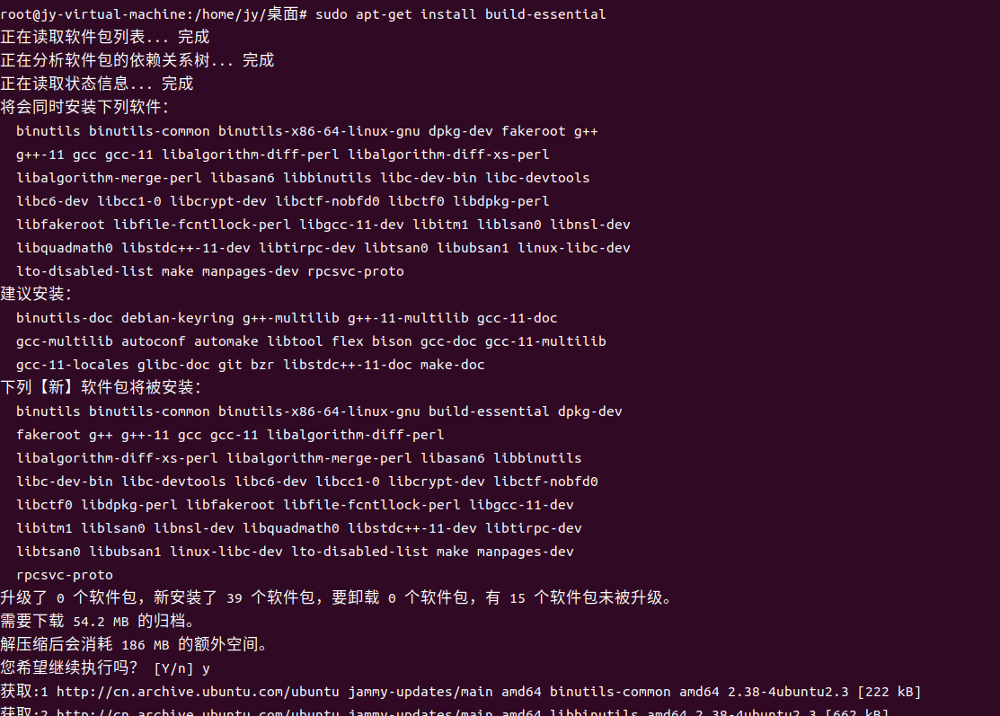 root@jy-virtual-machine:/home/jy/桌面# sudo apt-get install build-essential
正在读取软件包列表... 完成
正在分析软件包的依赖关系树... 完成
正在读取状态信息... 完成
将会同时安装下列软件：
binutils binutils-common binutils-x86-64-linux-gnu dpkg-dev fakeroot g++
g++-11 gcc gcc-11 libalgorithm-diff-perl libalgorithm-diff-xs-perl
libalgorithm-merge-perl libasan6 libbinutils libc-dev-bin libc-devtools
libc6-dev libcc1-0 libcrypt-dev libctf-nobfd0 libctf0 libdpkg-perl
libfakeroot libfile-fcntllock-perl libgcc-11-dev libitm1 liblsan0 libnsl-dev
libquadmath0 libstdc++-11-dev libtirpc-dev libtsan0 libubsan1 linux-libc-dev
lto-disabled-list make manpages-dev rpcsvc-proto
建议安装：
binutils-doc debian-keyring g++-multilib g++-11-multilib gcc-11-doc
gcc-multilib autoconf automake libtool flex bison gcc-doc gcc-11-multilib
gcc-11-locales glibc-doc git bzr libstdc++-11-doc make-doc
下列【新】软件包将被安装：
binutils binutils-common binutils-x86-64-linux-gnu build-essential dpkg-dev
fakeroot g++ g++-11 gcc gcc-11 libalgorithm-diff-perl
libalgorithm-diff-xs-perl libalgorithm-merge-perl libasan6 libbinutils
libc-dev-bin libc-devtools libc6-dev libcc1-0 libcrypt-dev libctf-nobfd0
libctf0 libdpkg-perl libfakeroot libfile-fcntllock-perl libgcc-11-dev
libitm1 liblsan0 libnsl-dev libquadmath0 libstdc++-11-dev libtirpc-dev
libtsan0 libubsan1 linux-libc-dev lto-disabled-list make manpages-dev
rpcsvc-proto
升级了 0 个软件包，新安装了 39 个软件包，要卸载 0 个软件包，有 15 个软件包未被升级。
需要下载 54.2 MB 的归档。
解压缩后会消耗 186 MB 的额外空间。
您希望继续执行吗？ [Y/n] y
获取:1 http://cn.archive.ubuntu.com/ubuntu jammy-updates/main amd64 binutils-common amd64 2.38-4ubuntu2.3 [222 kB]
获取:2 http://cn.archive.ubuntu.com/ubuntu jammy-updates/main amd64 libbinutils amd64 2.38-4ubuntu2.3 [662 kB]